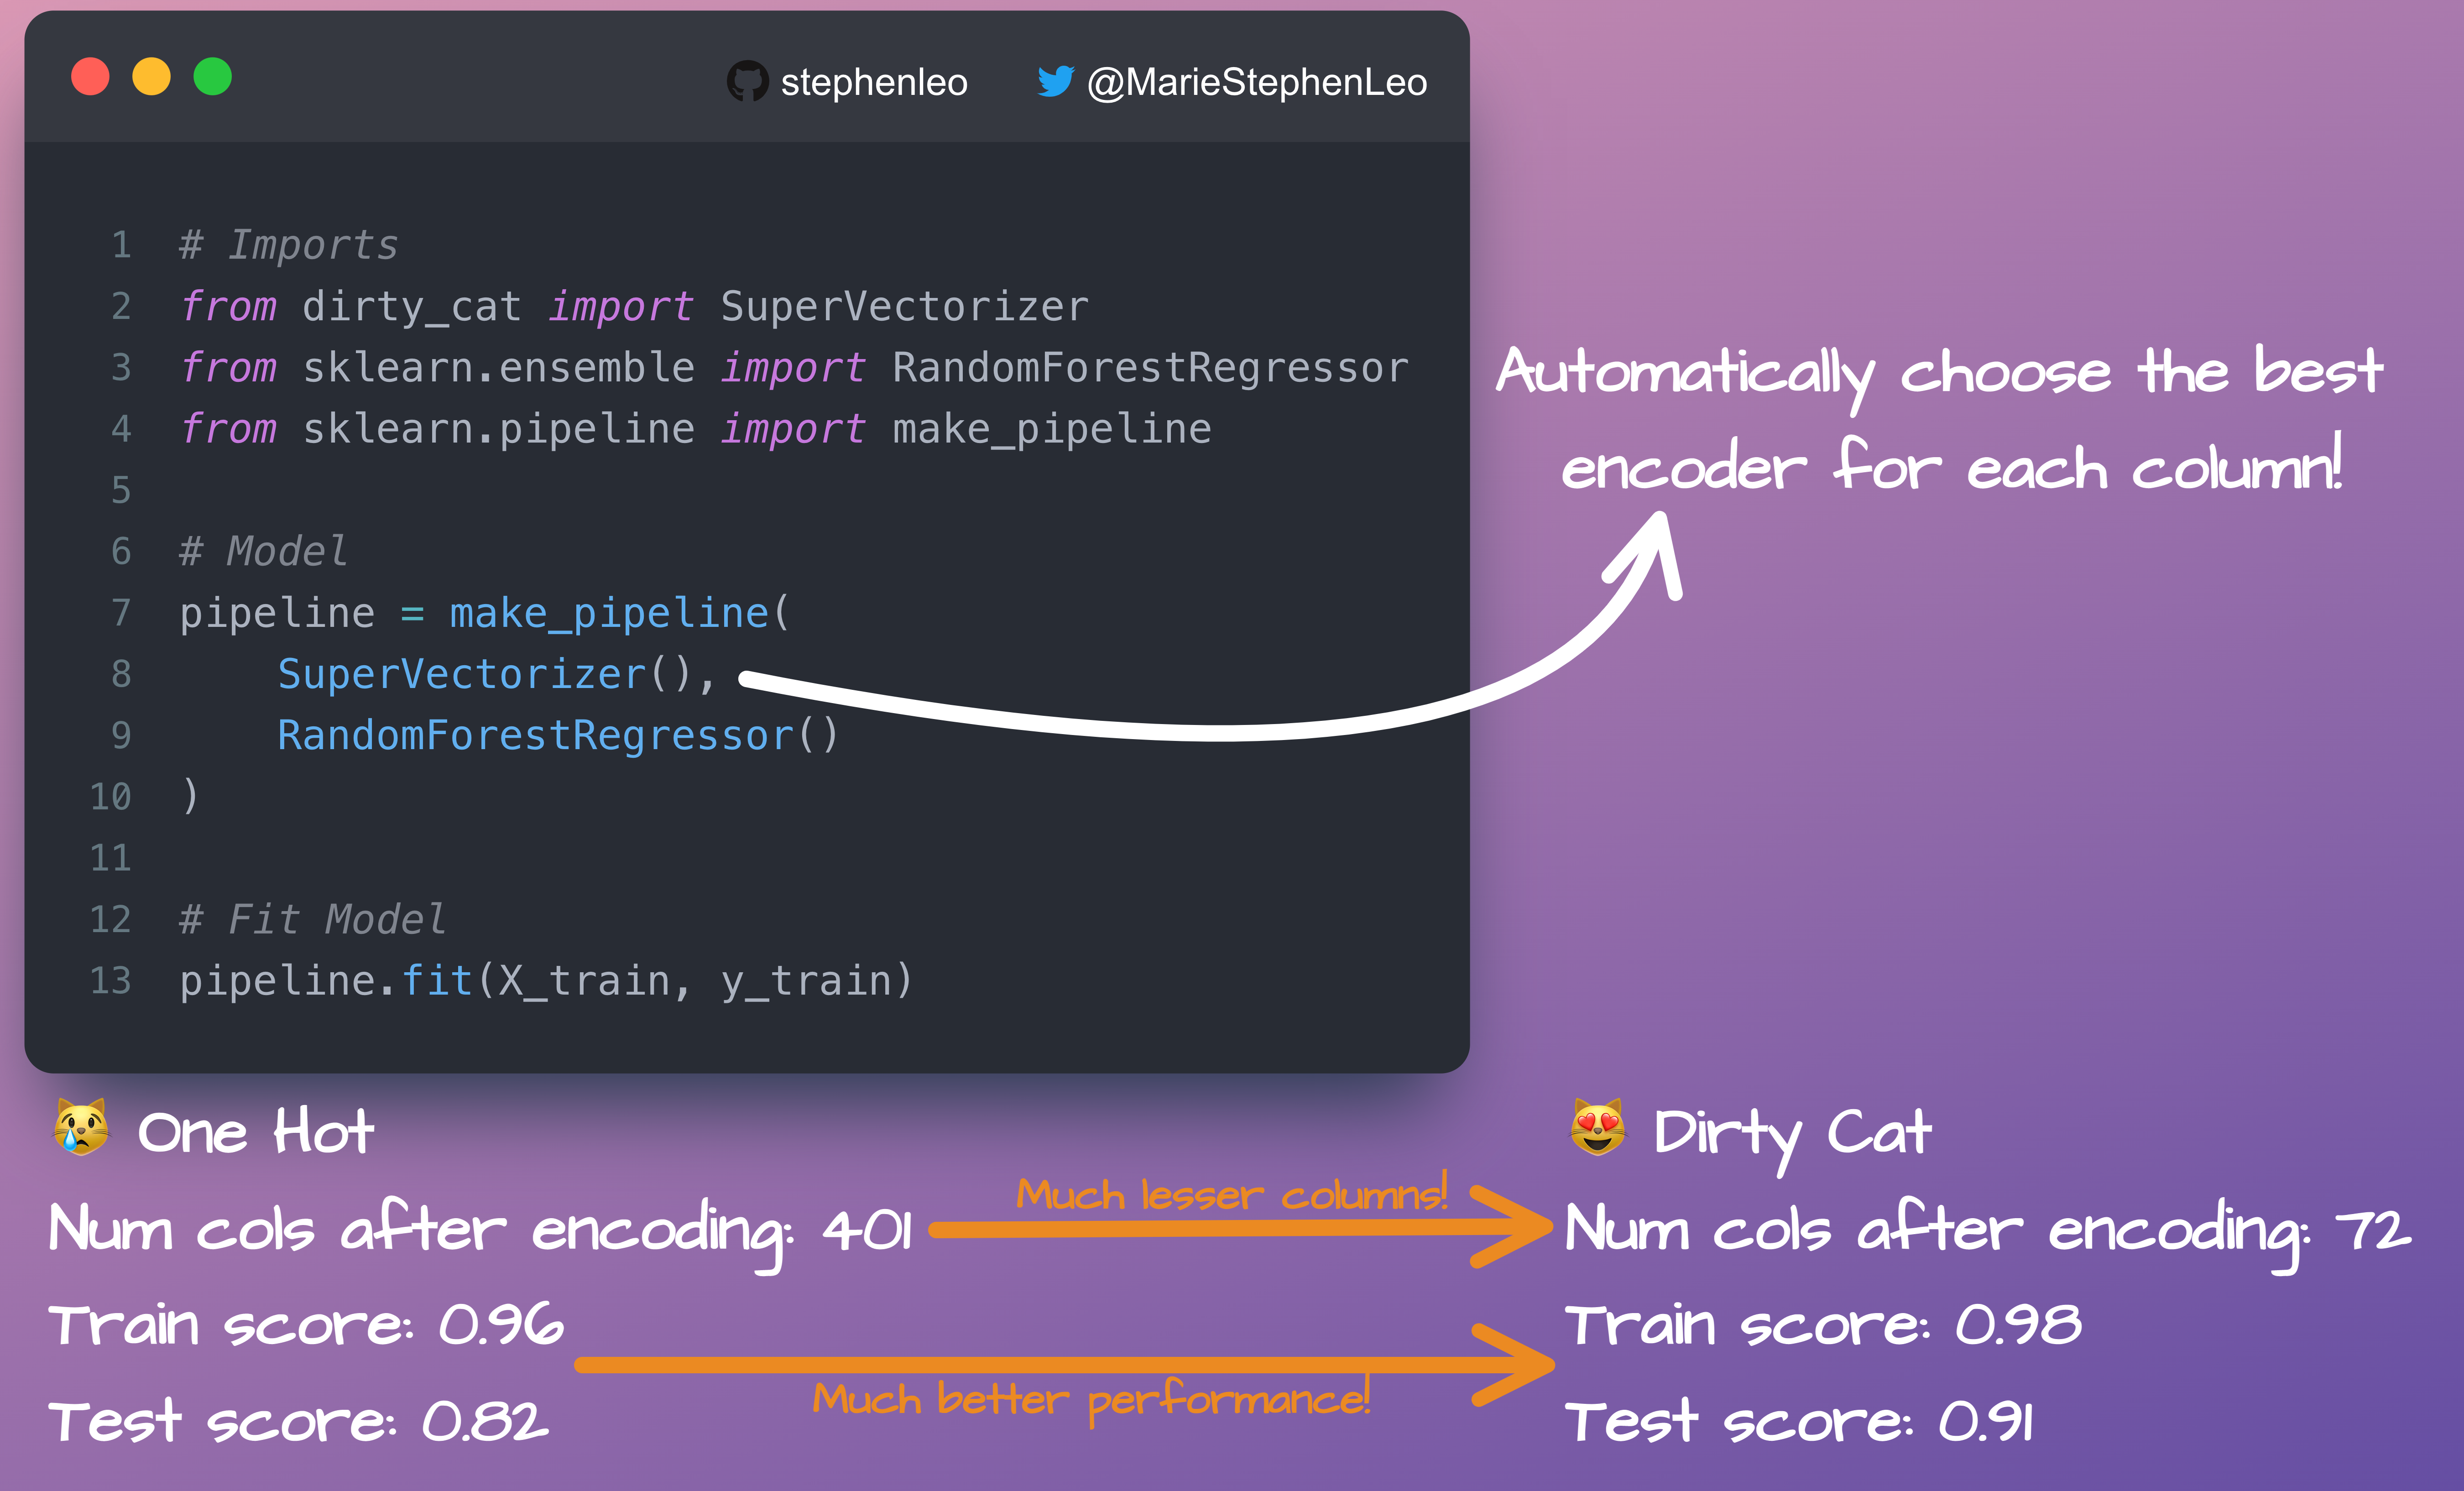 stephenleo @MarieStephenLeo
1 # Imports
2 from dirty_cat import SuperVectorizer
3 from sklearn.ensemble import RandomForestRegressor
4 from sklearn.pipeline import make_pipeline
5
6 # Model
7 pipeline = make_pipeline(
8     SuperVectorizer(),
9     RandomForestRegressor()
10 )
11
12 # Fit Model
13 pipeline.fit(X_train, y_train)
Automatically choose the best
encoder for each column!
One Hot
Num cols after encoding: 401
Train score: 0.96
Test score: 0.82
Much lesser columns!
Much better performance!
Dirty Cat
Num cols after encoding: 72
Train score: 0.98
Test score: 0.91